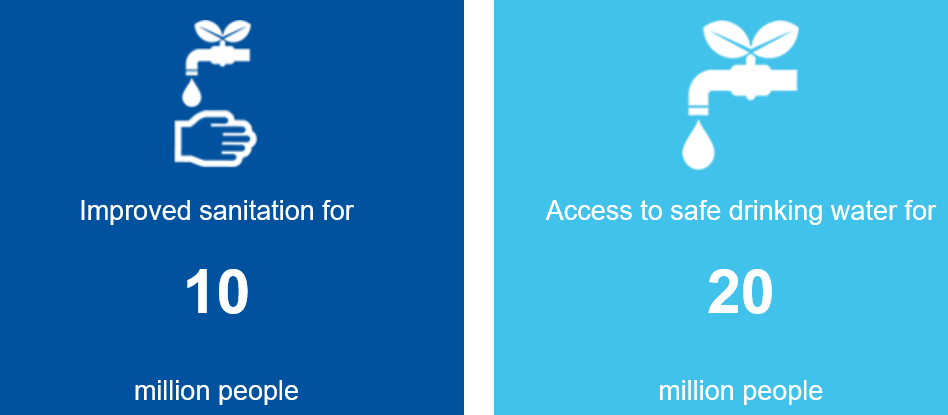 Improved sanitation for
10
million people
Access to safe drinking water for
20
million people